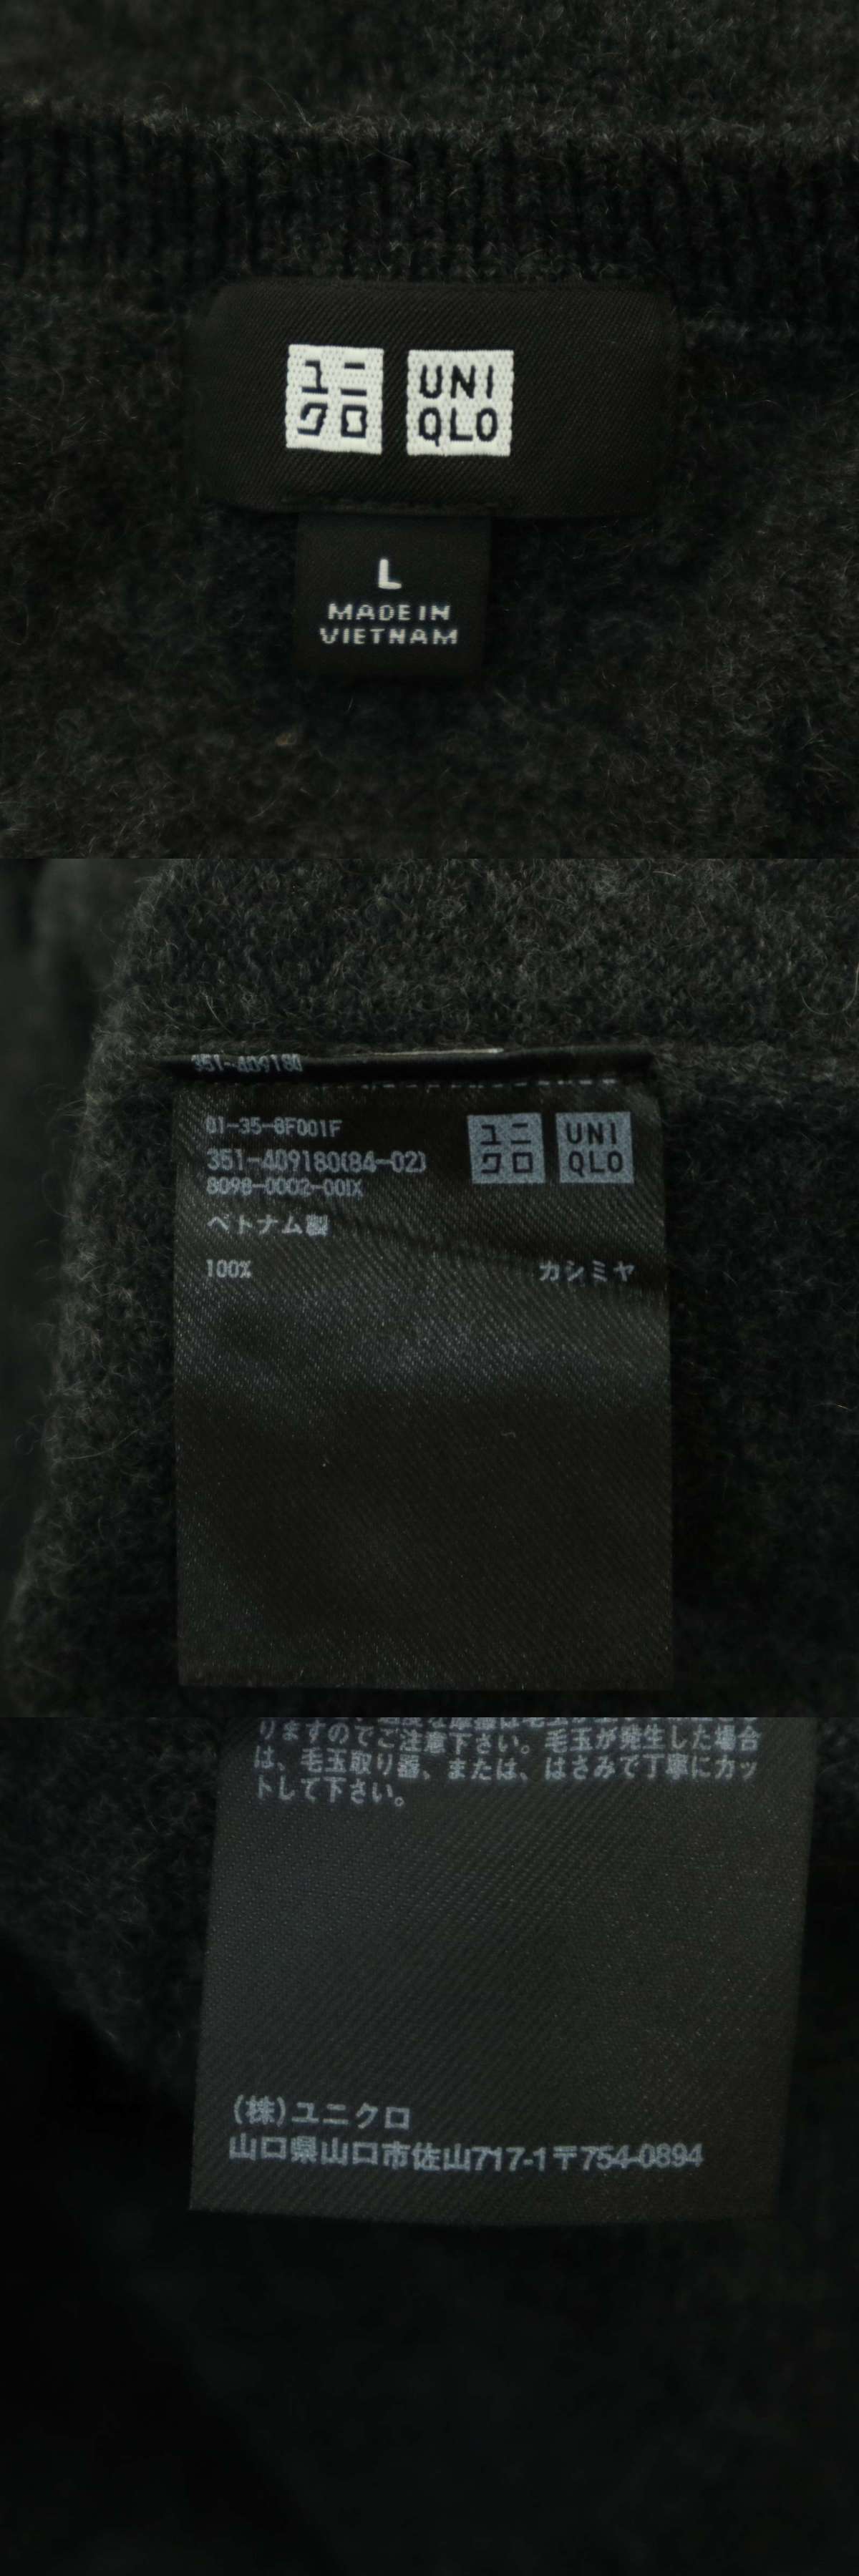 ユニ
クロ
UNI
QLO
L
MADE IN
VIETNAM
351-409180
01-35-8F001F
351-409180(84-02)
8098-0002-00IX
ユニ
クロ
UNI
QLO
ベトナム製
100% カシミヤ
りますのでご注意下さい。毛玉が発生した場合
は、毛玉取り器、または、はさみで丁寧にカッ
トして下さい。
(株)ユニクロ
山口県山口市佐山717-1〒754-0894